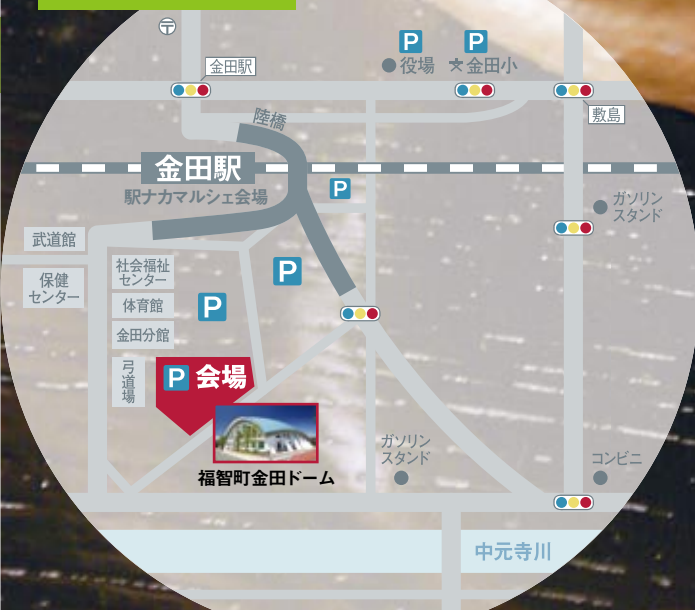 〒
P P
金田駅
役場 金田小
敷島
陸橋
金田駅
駅ナカマルシェ会場
P
ガソリン
スタンド
武道館
保健
センター
社会福祉
センター
P
体育館
P
金田分館
弓道場
P 会場
ガソリン
スタンド
コンビニ
福智町金田ドーム
中元寺川